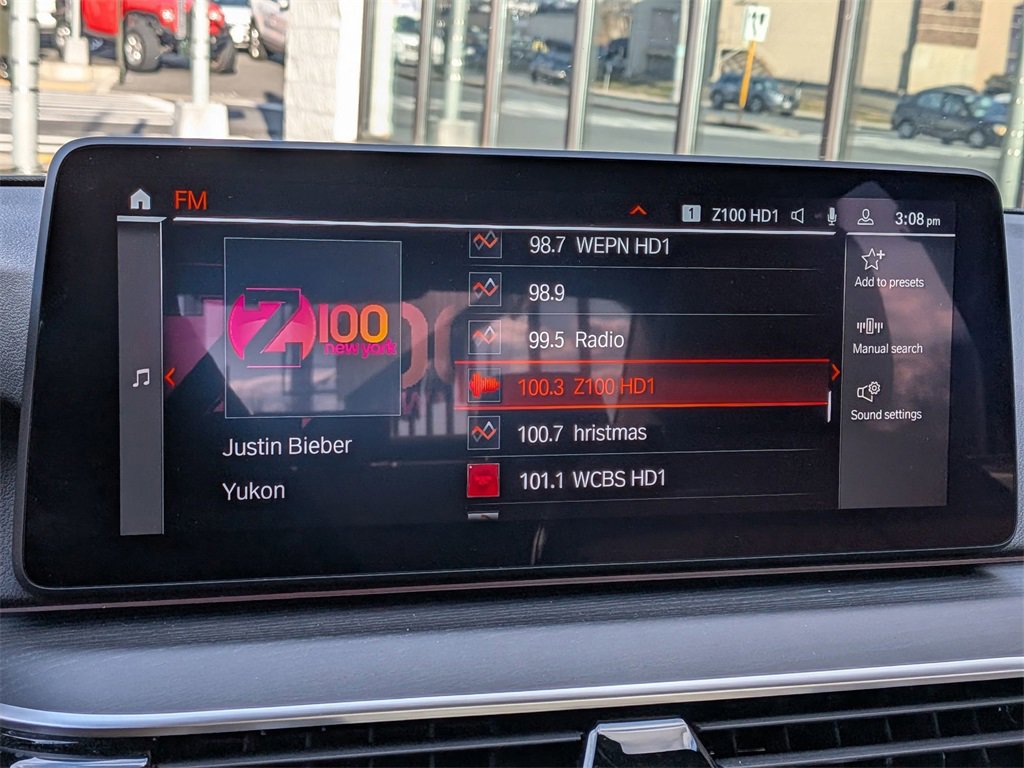 FM
1 Z100 HD1 3:08 pm
Z100
new york
Justin Bieber
Yukon
98.7 WEPN HD1
98.9
99.5 Radio
100.3 Z100 HD1
100.7 hristmas
101.1 WCBS HD1
Add to presets
Manual search
Sound settings